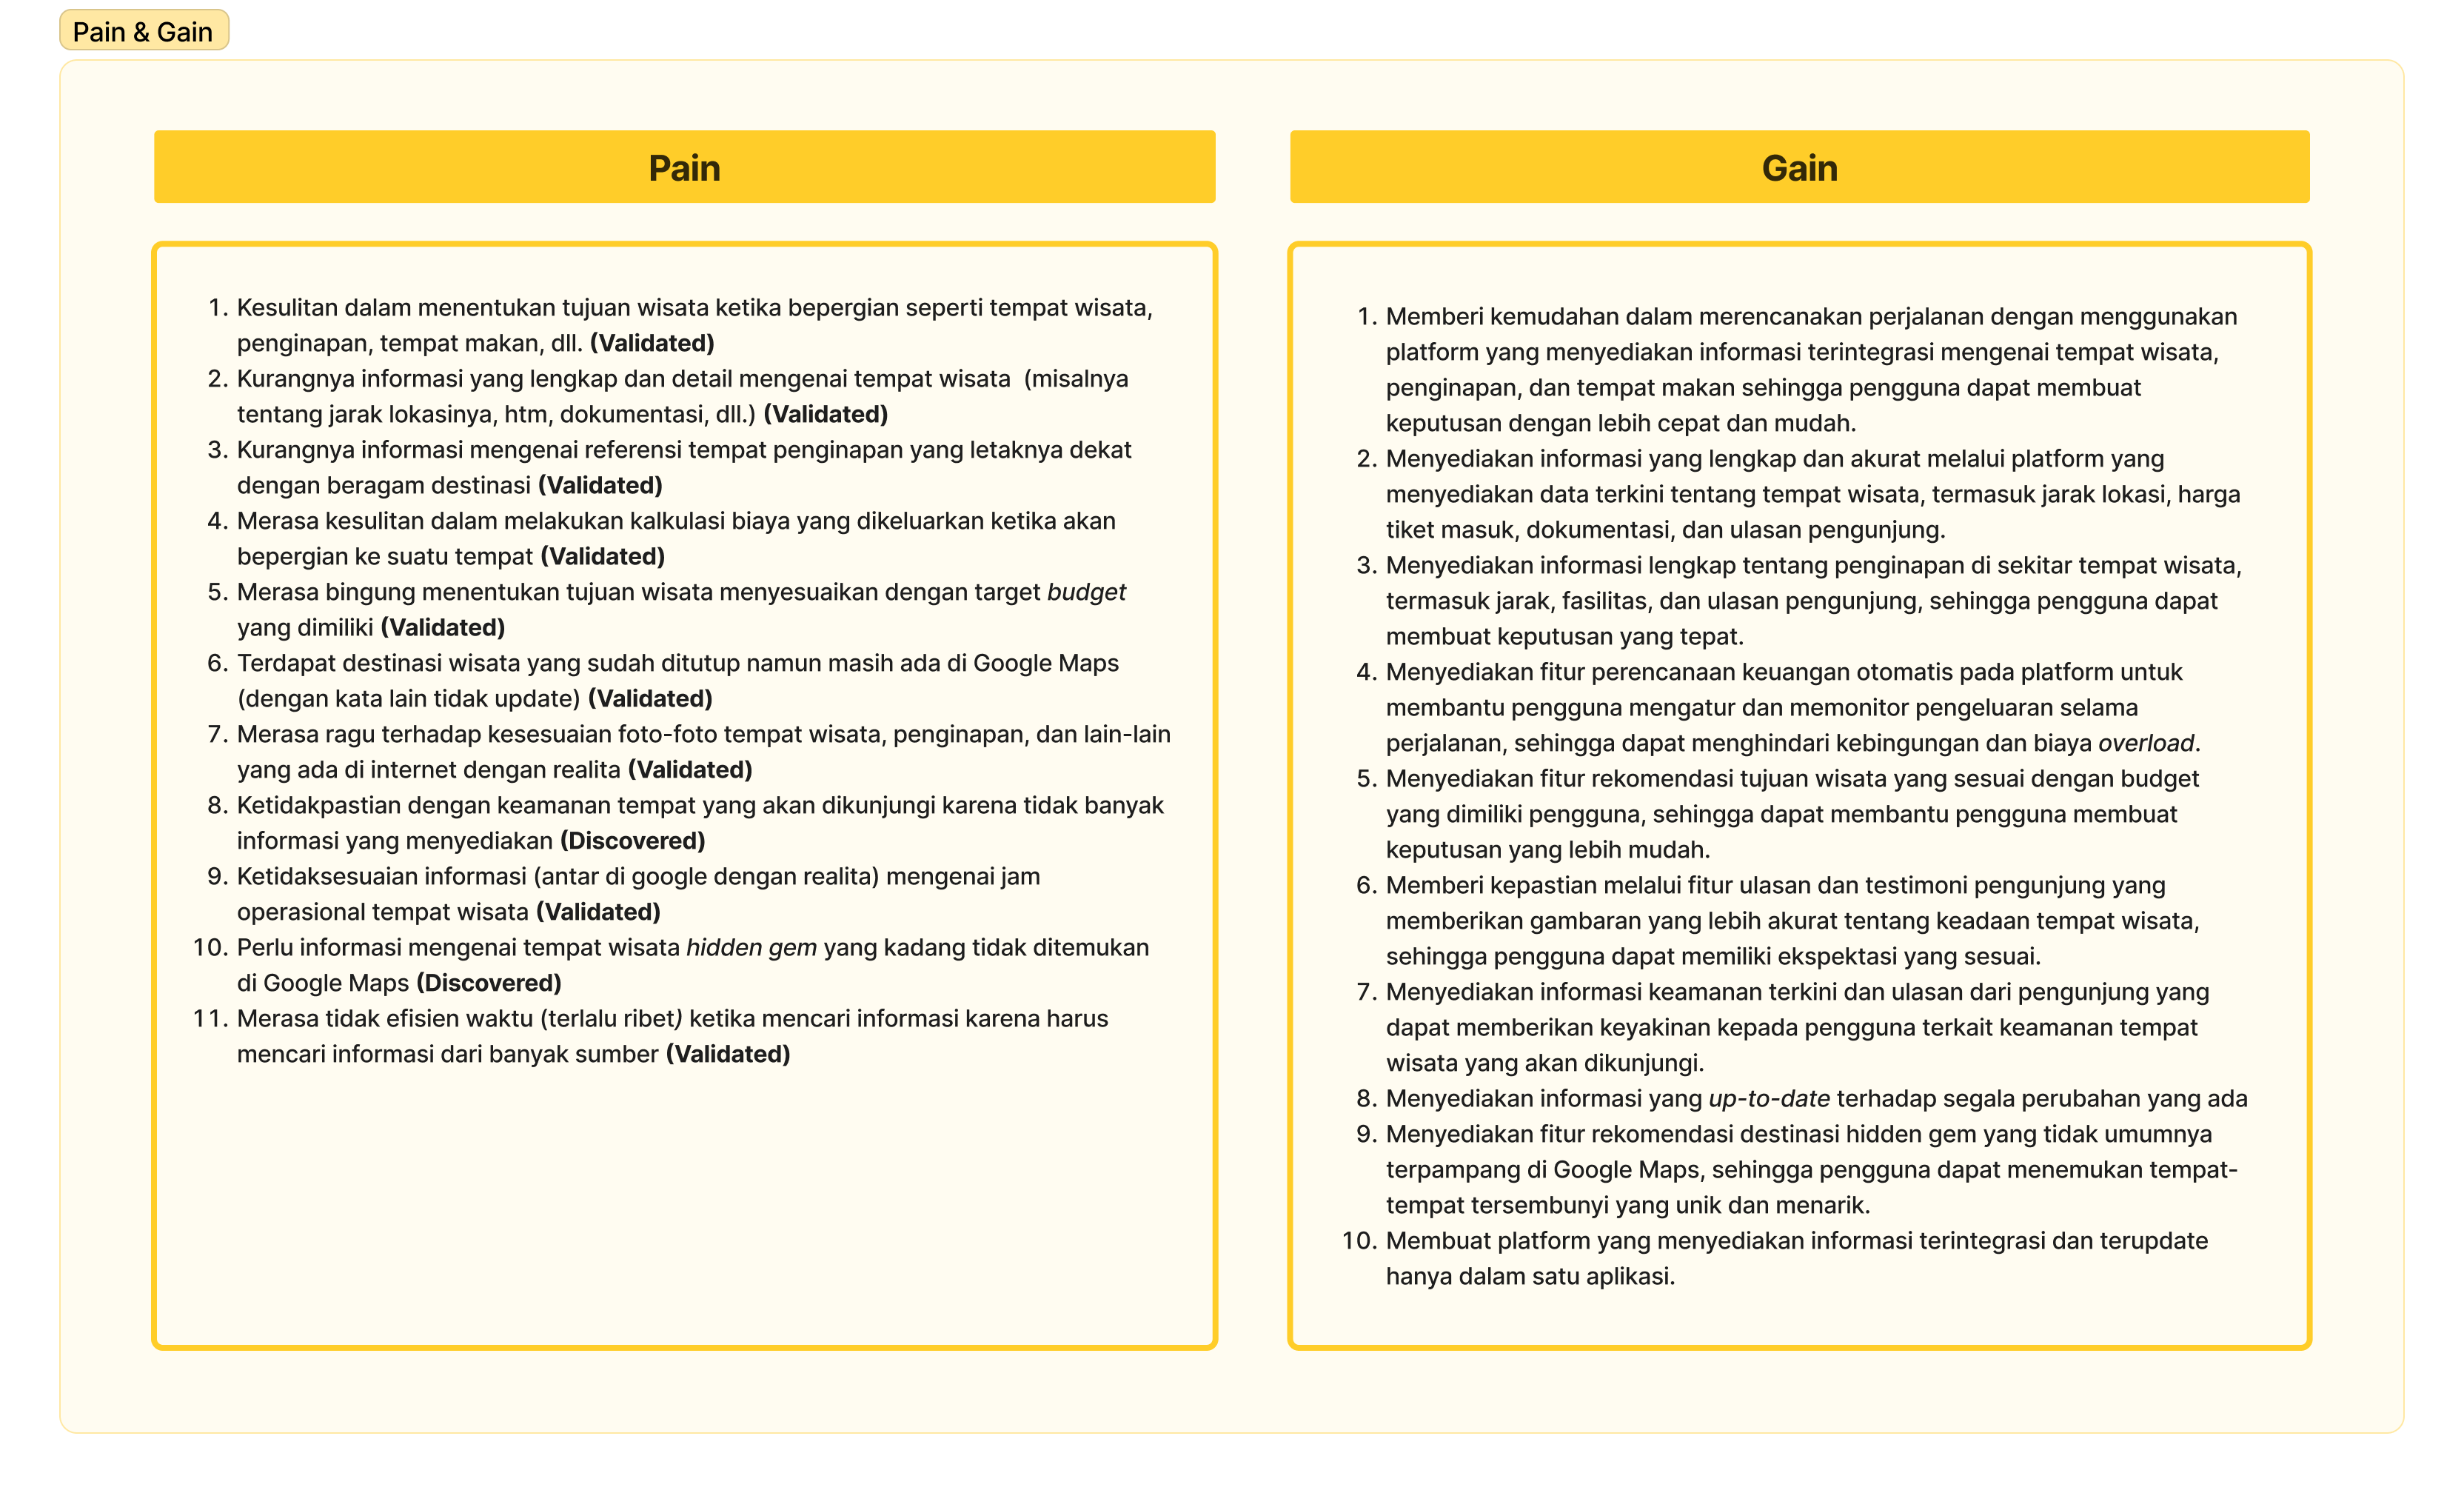 Pain & Gain
Pain
1. Kesulitan dalam menentukan tujuan wisata ketika bepergian seperti tempat wisata,
penginapan, tempat makan, dll. (Validated)
2. Kurangnya informasi yang lengkap dan detail mengenai tempat wisata  (misalnya
tentang jarak lokasinya, htm, dokumentasi, dll.) (Validated)
3. Kurangnya informasi mengenai referensi tempat penginapan yang letaknya dekat
dengan beragam destinasi (Validated)
4. Merasa kesulitan dalam melakukan kalkulasi biaya yang dikeluarkan ketika akan
bepergian ke suatu tempat (Validated)
5. Merasa bingung menentukan tujuan wisata menyesuaikan dengan target budget
yang dimiliki (Validated)
6. Terdapat destinasi wisata yang sudah ditutup namun masih ada di Google Maps
(dengan kata lain tidak update) (Validated)
7. Merasa ragu terhadap kesesuaian foto-foto tempat wisata, penginapan, dan lain-lain
yang ada di internet dengan realita (Validated)
8. Ketidakpastian dengan keamanan tempat yang akan dikunjungi karena tidak banyak
informasi yang menyediakan (Discovered)
9. Ketidaksesuaian informasi (antar di google dengan realita) mengenai jam
operasional tempat wisata (Validated)
10. Perlu informasi mengenai tempat wisata hidden gem yang kadang tidak ditemukan
di Google Maps (Discovered)
11. Merasa tidak efisien waktu (terlalu ribet) ketika mencari informasi karena harus
mencari informasi dari banyak sumber (Validated)
Gain
1. Memberi kemudahan dalam merencanakan perjalanan dengan menggunakan
platform yang menyediakan informasi terintegrasi mengenai tempat wisata,
penginapan, dan tempat makan sehingga pengguna dapat membuat
keputusan dengan lebih cepat dan mudah.
2. Menyediakan informasi yang lengkap dan akurat melalui platform yang
menyediakan data terkini tentang tempat wisata, termasuk jarak lokasi, harga
tiket masuk, dokumentasi, dan ulasan pengunjung.
3. Menyediakan informasi lengkap tentang penginapan di sekitar tempat wisata,
termasuk jarak, fasilitas, dan ulasan pengunjung, sehingga pengguna dapat
membuat keputusan yang tepat.
4. Menyediakan fitur perencanaan keuangan otomatis pada platform untuk
membantu pengguna mengatur dan memonitor pengeluaran selama
perjalanan, sehingga dapat menghindari kebingungan dan biaya overload.
5. Menyediakan fitur rekomendasi tujuan wisata yang sesuai dengan budget
yang dimiliki pengguna, sehingga dapat membantu pengguna membuat
keputusan yang lebih mudah.
6. Memberi kepastian melalui fitur ulasan dan testimoni pengunjung yang
memberikan gambaran yang lebih akurat tentang keadaan tempat wisata,
sehingga pengguna dapat memiliki ekspektasi yang sesuai.
7. Menyediakan informasi keamanan terkini dan ulasan dari pengunjung yang
dapat memberikan keyakinan kepada pengguna terkait keamanan tempat
wisata yang akan dikunjungi.
8. Menyediakan informasi yang up-to-date terhadap segala perubahan yang ada
9. Menyediakan fitur rekomendasi destinasi hidden gem yang tidak umumnya
terpampang di Google Maps, sehingga pengguna dapat menemukan tempat-
tempat tersembunyi yang unik dan menarik.
10. Membuat platform yang menyediakan informasi terintegrasi dan terupdate
hanya dalam satu aplikasi.